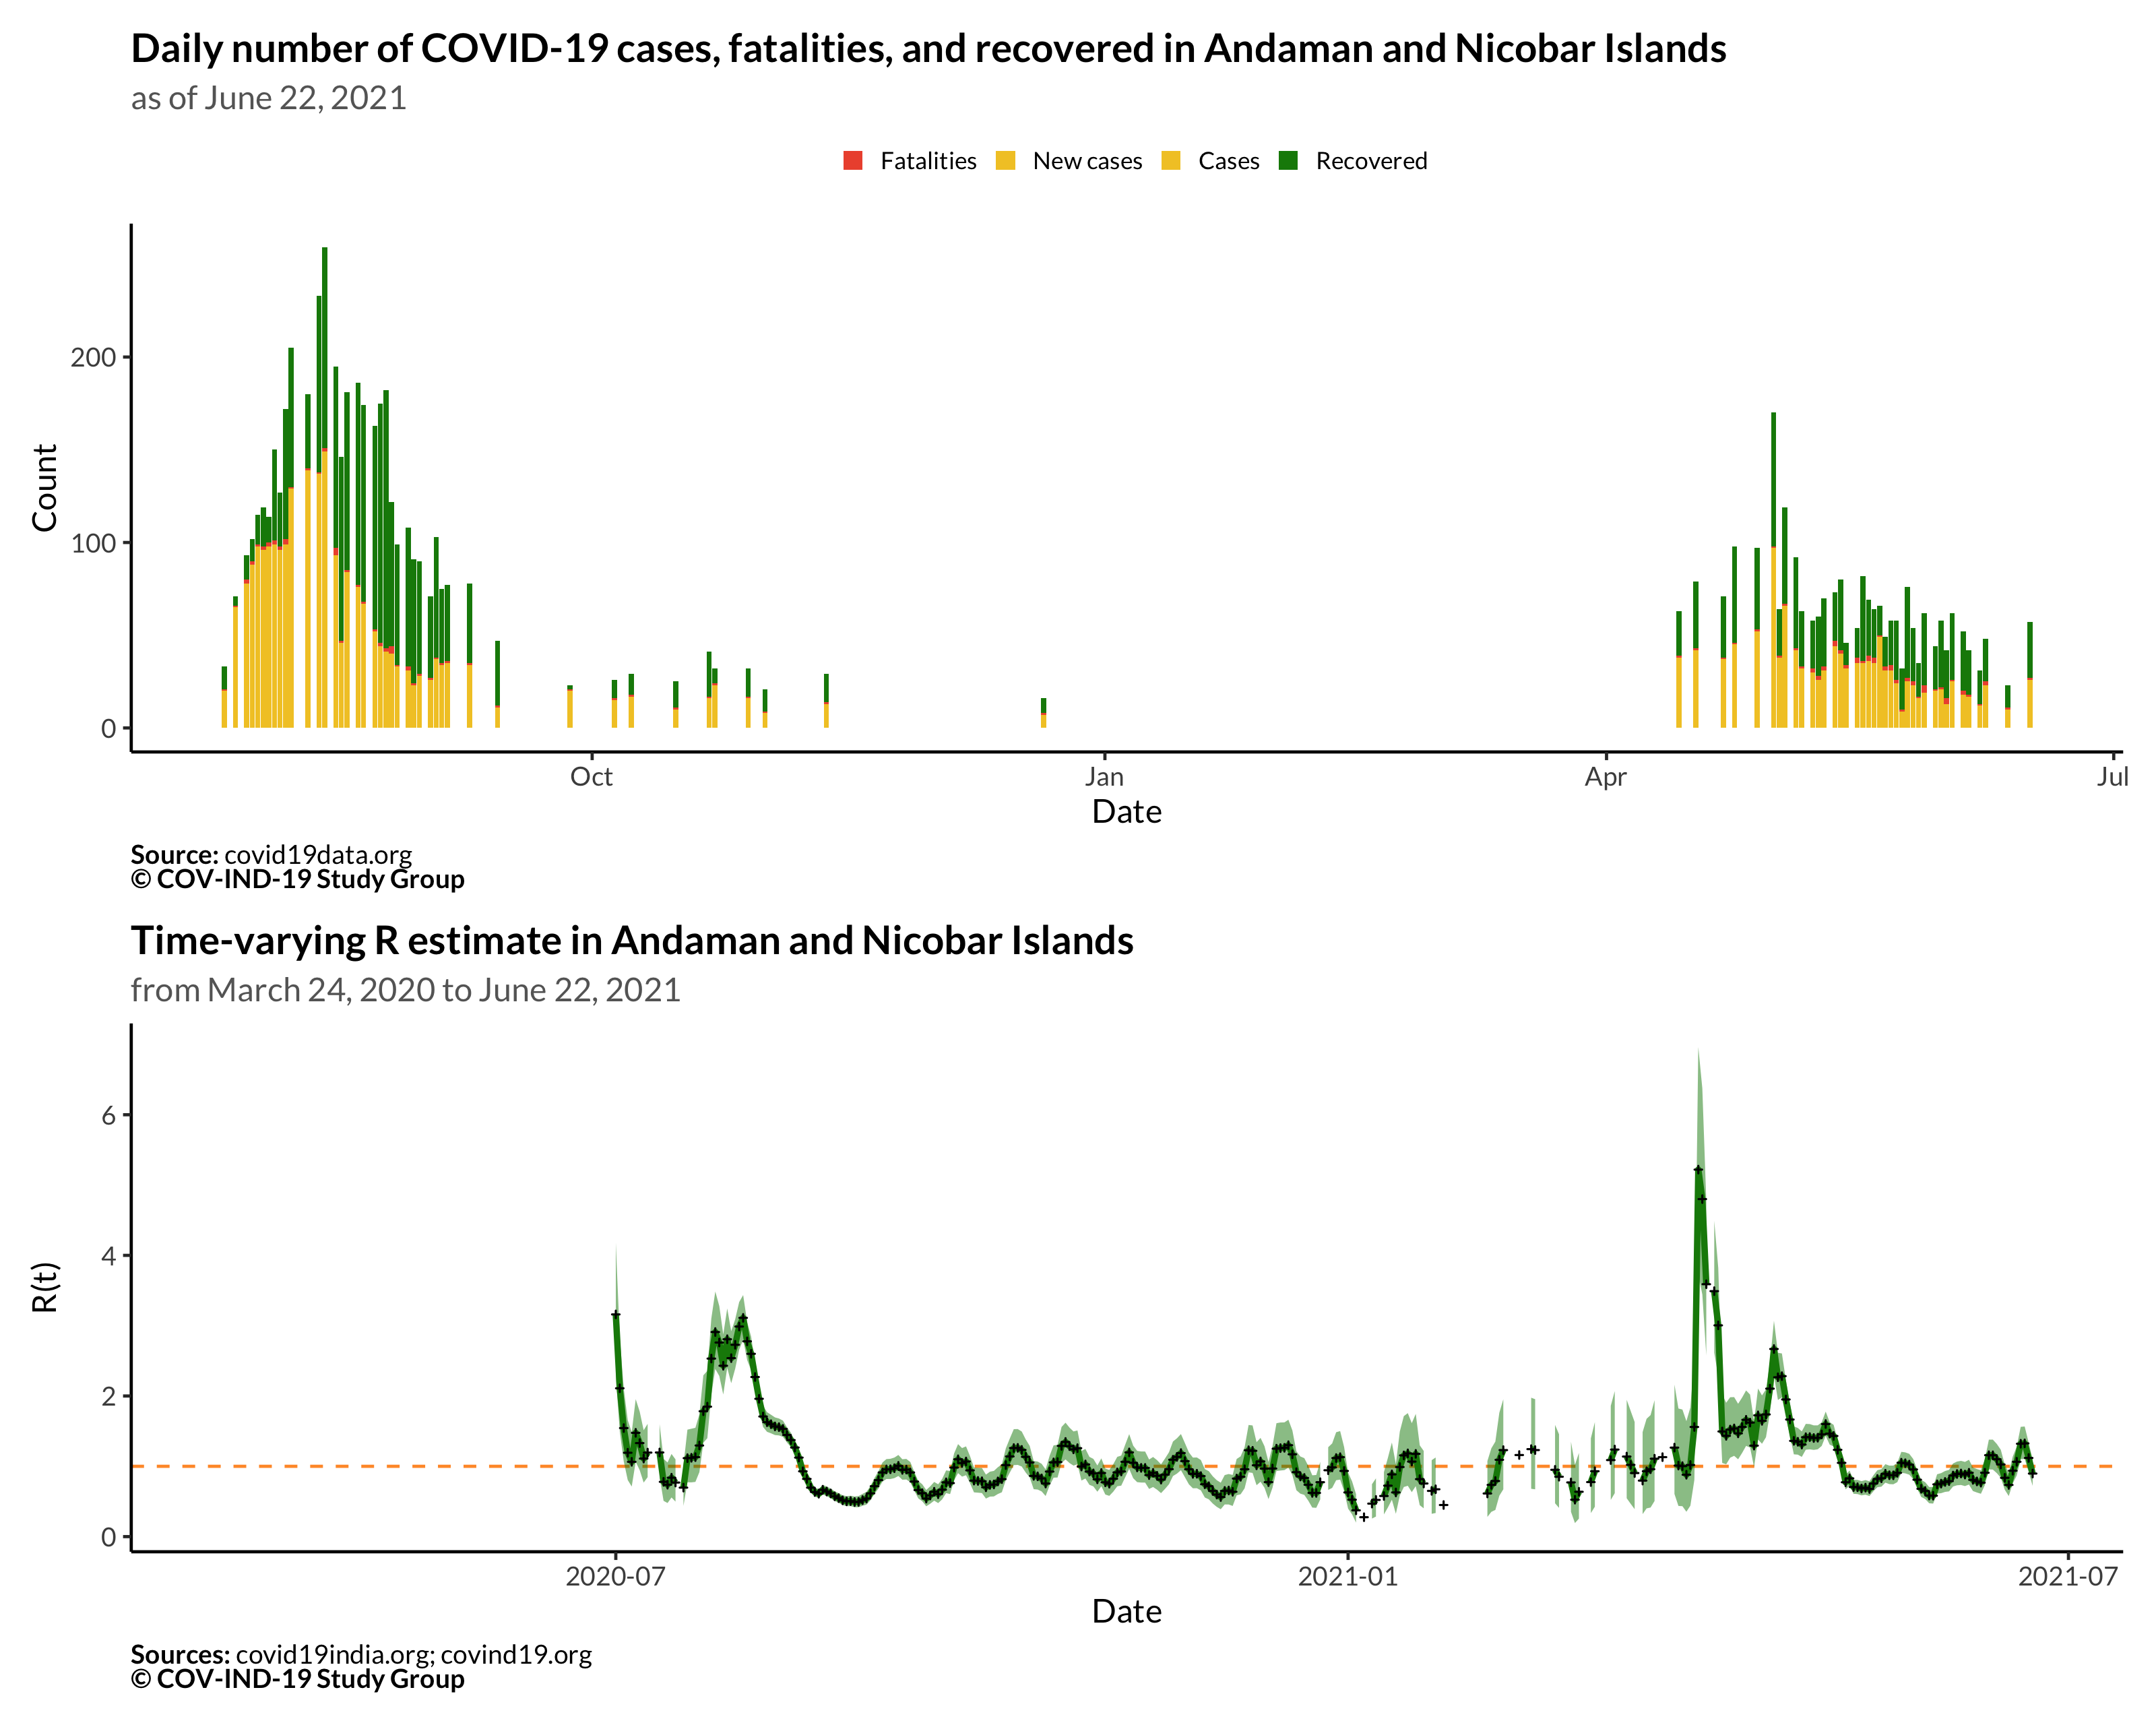 Daily number of COVID-19 cases, fatalities, and recovered in Andaman and Nicobar Islands
as of June 22, 2021
Fatalities New cases Cases Recovered
Count
200
100
0
Oct Jan Apr Jul
Date
Source: covid19data.org
© COV-IND-19 Study Group
Time-varying R estimate in Andaman and Nicobar Islands
from March 24, 2020 to June 22, 2021
R(t)
6
4
2
0
2020-07 2021-01 2021-07
Date
Sources: covid19india.org; covind19.org
© COV-IND-19 Study Group